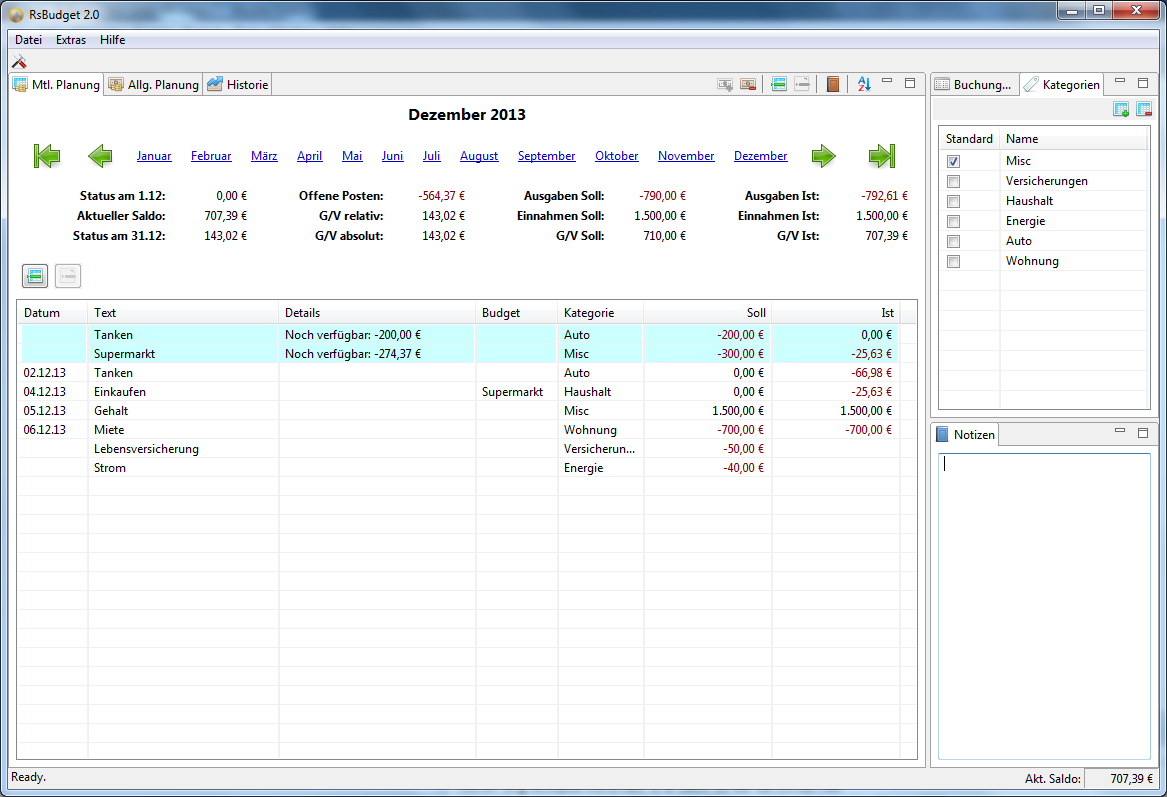 RsBudget 2.0
Datei Extras Hilfe
Mtl. Planung Allg. Planung Historie
Dezember 2013
Januar Februar März April Mai Juni Juli August September Oktober November Dezember
Status am 1.12: 0,00 € Offene Posten: -564,37 € Ausgaben Soll: -790,00 € Ausgaben Ist: -792,61 €
Aktueller Saldo: 707,39 € G/V relativ: 143,02 € Einnahmen Soll: 1.500,00 € Einnahmen Ist: 1.500,00 €
Status am 31.12: 143,02 € G/V absolut: 143,02 € G/V Soll: 710,00 € G/V Ist: 707,39 €
Datum Text Details Budget Kategorie Soll Ist
Tanken Noch verfügbar: -200,00 € Auto -200,00 € 0,00 €
Supermarkt Noch verfügbar: -274,37 € Misc -300,00 € -25,63 €
02.12.13 Tanken Auto 0,00 € -66,98 €
04.12.13 Einkaufen Supermarkt Haushalt 0,00 € -25,63 €
05.12.13 Gehalt Misc 1.500,00 € 1.500,00 €
06.12.13 Miete Wohnung -700,00 € -700,00 €
Lebensversicherung Versicherun... -50,00 €
Strom Energie -40,00 €
Buchung... Kategorien
Standard Name
Misc
Versicherungen
Haushalt
Energie
Auto
Wohnung
Notizen
Ready.
Akt. Saldo: 707,39 €